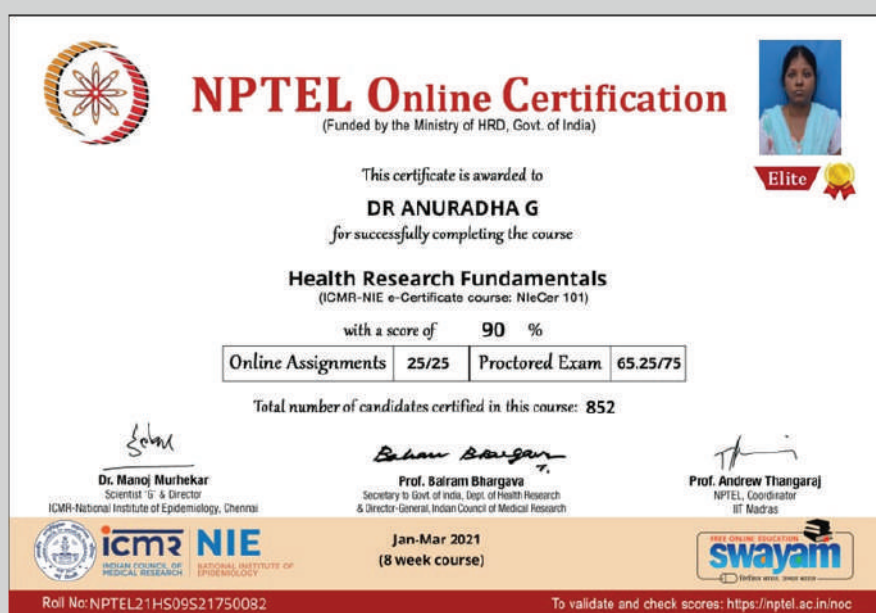 NPTEL Online Certification
(Funded by the Ministry of HRD, Govt. of India)
Elite
This certificate is awarded to
DR ANURADHA G
for successfully completing the course
Health Research Fundamentals
(ICMR-NIE e-Certificate course: NIeCer 101)
with a score of 90 %
Online Assignments 25/25 Proctored Exam 65.25/75
Total number of candidates certified in this course: 852
Dr. Manoj Murhekar
Scientist 'G' & Director
ICMR-National Institute of Epidemiology, Chennai
Prof. Balram Bhargava
Secretary to Govt. of India, Dept. of Health Research
& Director-General, Indian Council of Medical Research
Prof. Andrew Thangaraj
NPTEL, Coordinator
IIT Madras
icmr NIE
INDIAN COUNCIL OF
MEDICAL RESEARCH
NATIONAL INSTITUTE OF
EPIDEMIOLOGY
Jan-Mar 2021
(8 week course)
FREE ONLINE EDUCATION
swayam
शिक्षित भारत, उन्नत भारत
Roll No: NPTEL21HS09S21750082
To validate and check scores: https://nptel.ac.in/noc